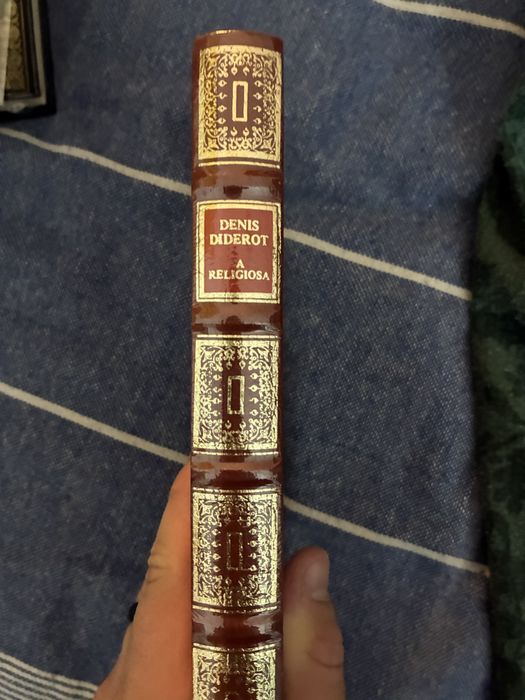 DENIS
DIDEROT
A
RELIGIOSA